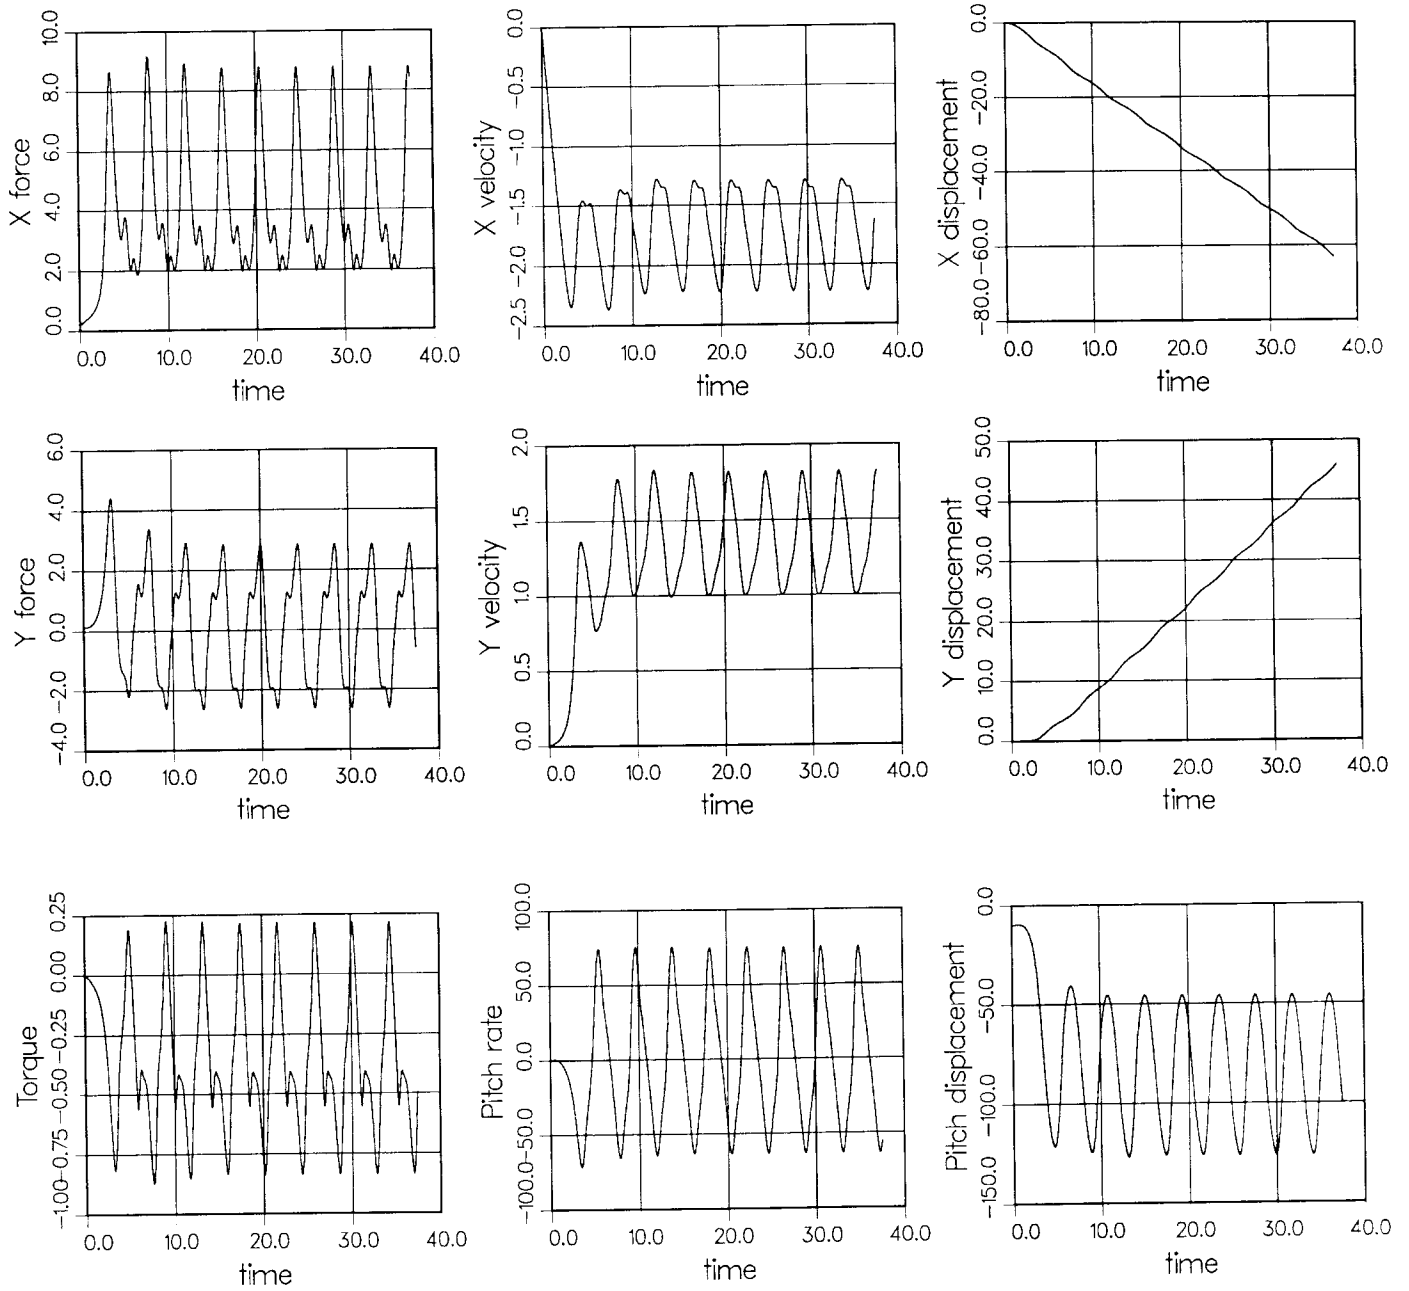 X force
10.0
8.0
6.0
4.0
2.0
0.0
0.0 10.0 20.0 30.0 40.0
time
X velocity
0.0
-0.5
-1.0
-1.5
-2.0
-2.5
0.0 10.0 20.0 30.0 40.0
time
X displacement
0.0
-20.0
-40.0
-60.0
-80.0
0.0 10.0 20.0 30.0 40.0
time
Y force
6.0
4.0
2.0
0.0
-2.0
-4.0
0.0 10.0 20.0 30.0 40.0
time
Y velocity
2.0
1.5
1.0
0.5
0.0
0.0 10.0 20.0 30.0 40.0
time
Y displacement
50.0
40.0
30.0
20.0
10.0
0.0
0.0 10.0 20.0 30.0 40.0
time
Torque
0.25
0.00
-0.25
-0.50
-0.75
-1.00
0.0 10.0 20.0 30.0 40.0
time
Pitch rate
100.0
50.0
0.0
-50.0
-100.0
0.0 10.0 20.0 30.0 40.0
time
Pitch displacement
0.0
-50.0
-100.0
-150.0
0.0 10.0 20.0 30.0 40.0
time